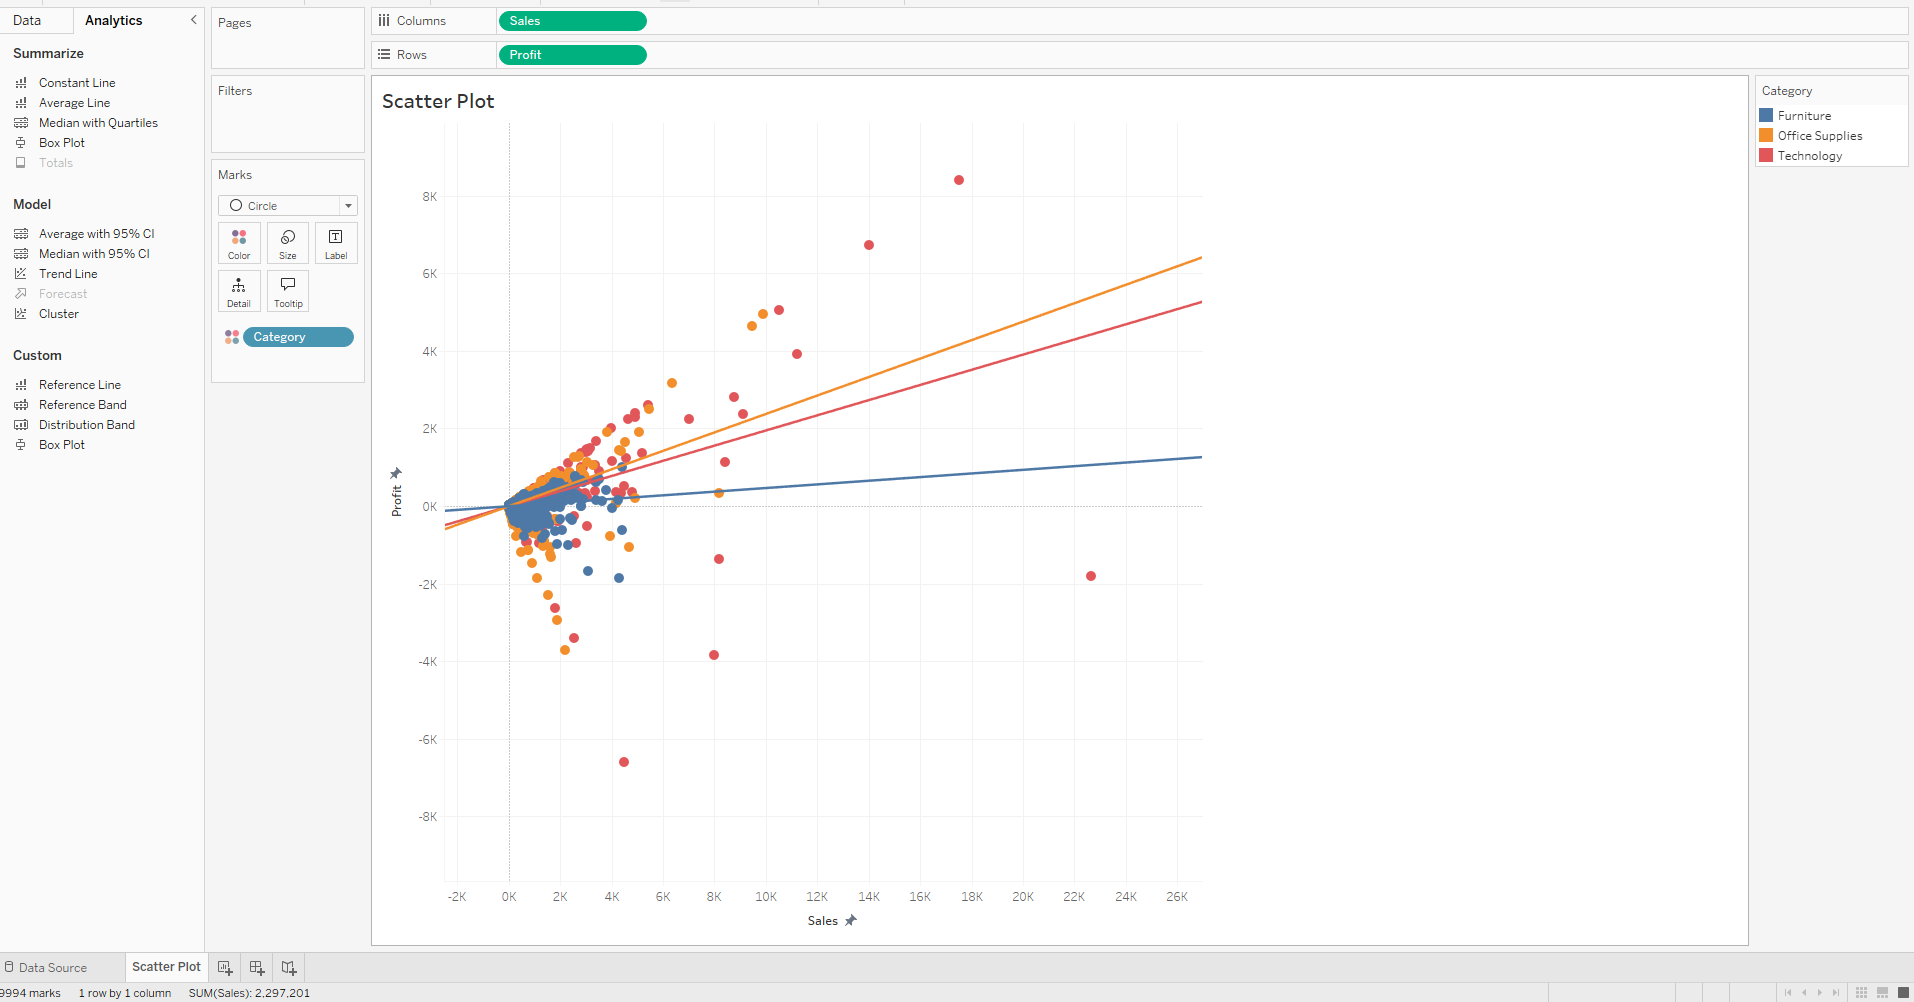 Data
Analytics
Summarize
Constant Line
Average Line
Median with Quartiles
Box Plot
Totals
Model
Average with 95% CI
Median with 95% CI
Trend Line
Forecast
Cluster
Custom
Reference Line
Reference Band
Distribution Band
Box Plot
Pages
Filters
Marks
Circle
Color
Size
Label
Detail
Tooltip
Category
Columns
Sales
Rows
Profit
Scatter Plot
8K
6K
4K
2K
0K
-2K
-4K
-6K
-8K
Profit
-2K 0K 2K 4K 6K 8K 10K 12K 14K 16K 18K 20K 22K 24K 26K
Sales
Category
Furniture
Office Supplies
Technology
Data Source
Scatter Plot
9994 marks 1 row by 1 column SUM(Sales): 2,297,201